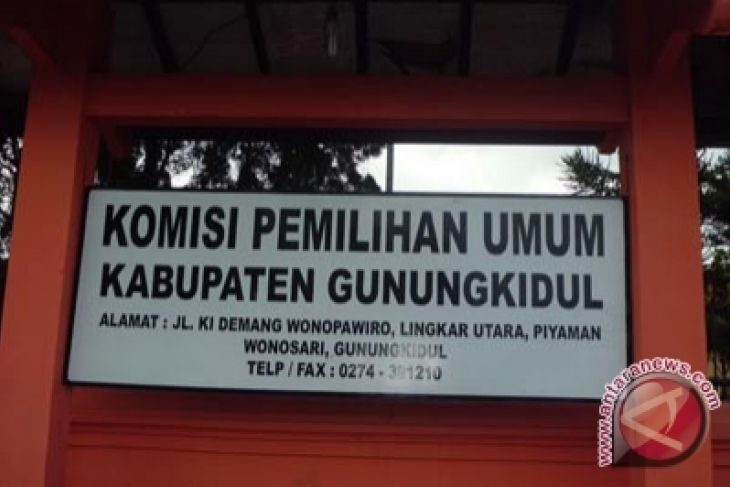 KOMISI PEMILIHAN UMUM
KABUPATEN GUNUNGKIDUL
ALAMAT : JL. KI DEMANG WONOPAWIRO, LINGKAR UTARA, PIYAMAN
WONOSARI, GUNUNGKIDUL
TELP / FAX : 0274 - 391210
www.antaranews.com